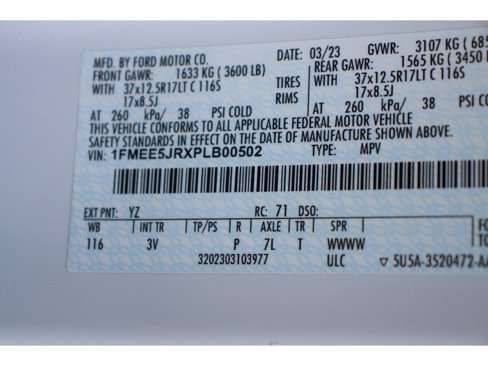 MFD. BY FORD MOTOR CO.
DATE: 03/23 GVWR: 3107 KG ( 685
FRONT GAWR: 1633 KG ( 3600 LB)
REAR GAWR: 1565 KG ( 3450
WITH 37x12.5R17LT C 116S TIRES WITH 37x12.5R17LT C 116S
17x8.5J RIMS 17x8.5J
AT 260 kPa/ 38 PSI COLD AT 260 kPa/ 38 PSI CO
THIS VEHICLE CONFORMS TO ALL APPLICABLE FEDERAL MOTOR VEHICLE
SAFETY STANDARDS IN EFFECT ON THE DATE OF MANUFACTURE SHOWN ABOVE.
VIN: 1FMEE5JRXPLB00502 TYPE: MPV
EXT PNT: YZ RC: 71 DSO:
WB INT TR TP/PS R AXLE TR SPR
116 3V P 7L T WWWW
3202303103977 ULC ▽ 5U5A-3520472-AA
FO
TO